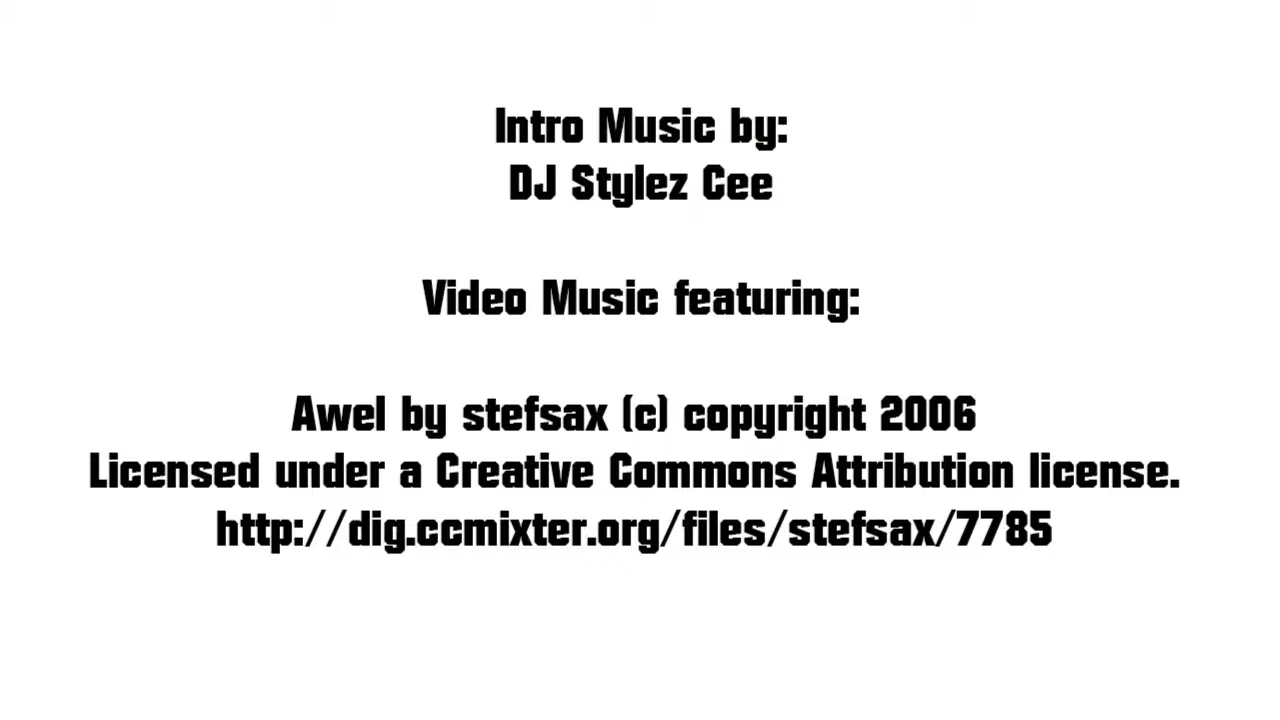 Intro Music by:
DJ Stylez Cee
Video Music featuring:
Awel by stefsax (c) copyright 2006
Licensed under a Creative Commons Attribution license.
http://dig.ccmixter.org/files/stefsax/7785